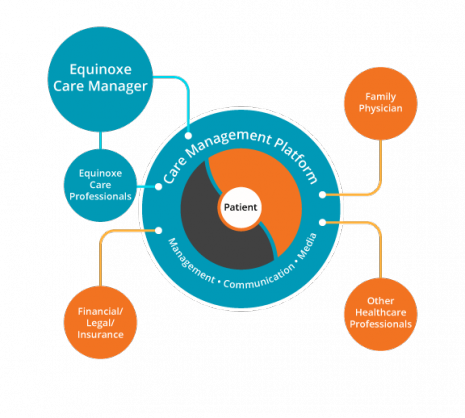 Equinoxe
Care Manager
Family
Physician
Care Management Platform
Equinoxe
Care
Professionals
Patient
Management • Communication • Media
Financial/
Legal/
Insurance
Other
Healthcare
Professionals